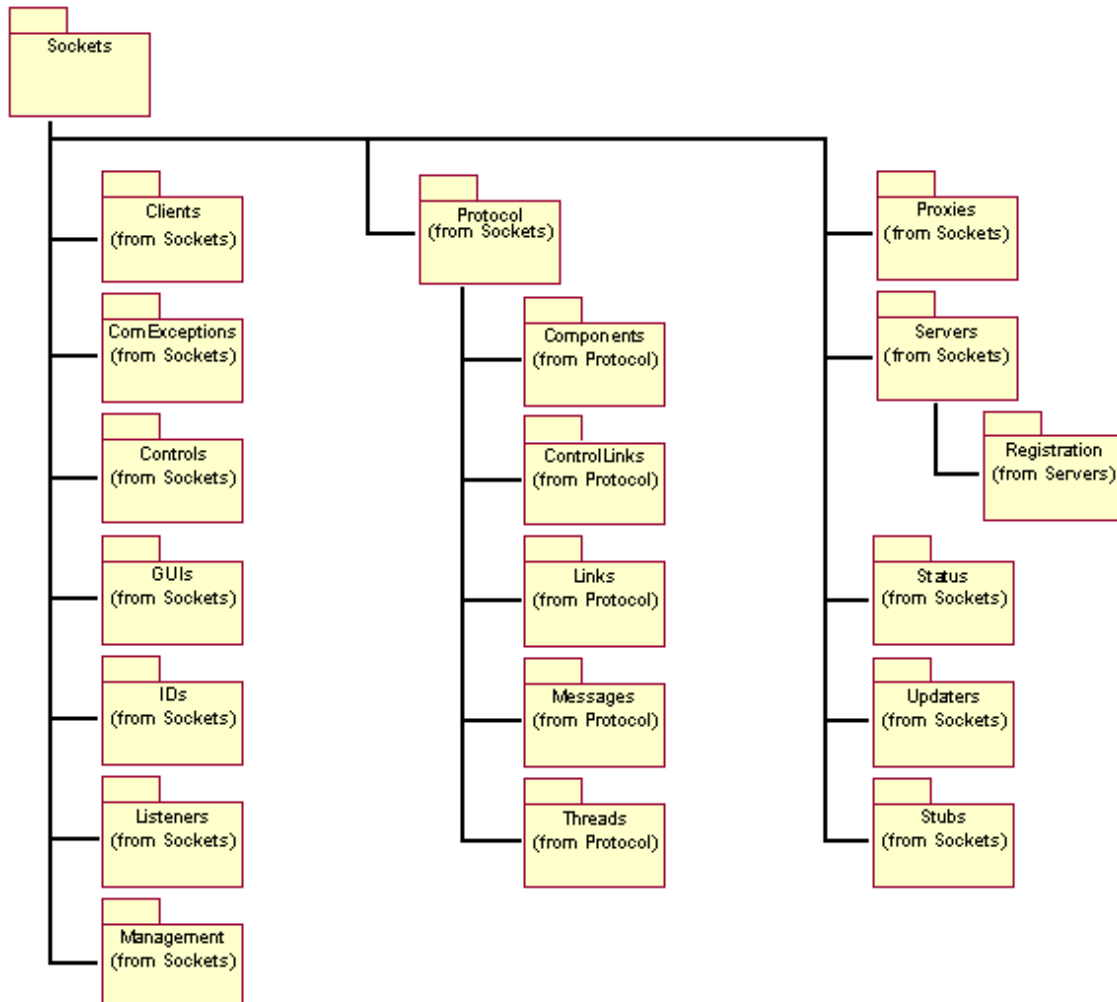 Sockets
Clients
(from Sockets)
ComExceptions
(from Sockets)
Controls
(from Sockets)
GUIs
(from Sockets)
IDs
(from Sockets)
Listeners
(from Sockets)
Management
(from Sockets)
Protocol
(from Sockets)
Components
(from Protocol)
ControlLinks
(from Protocol)
Links
(from Protocol)
Messages
(from Protocol)
Threads
(from Protocol)
Proxies
(from Sockets)
Servers
(from Sockets)
Registration
(from Servers)
Status
(from Sockets)
Updaters
(from Sockets)
Stubs
(from Sockets)